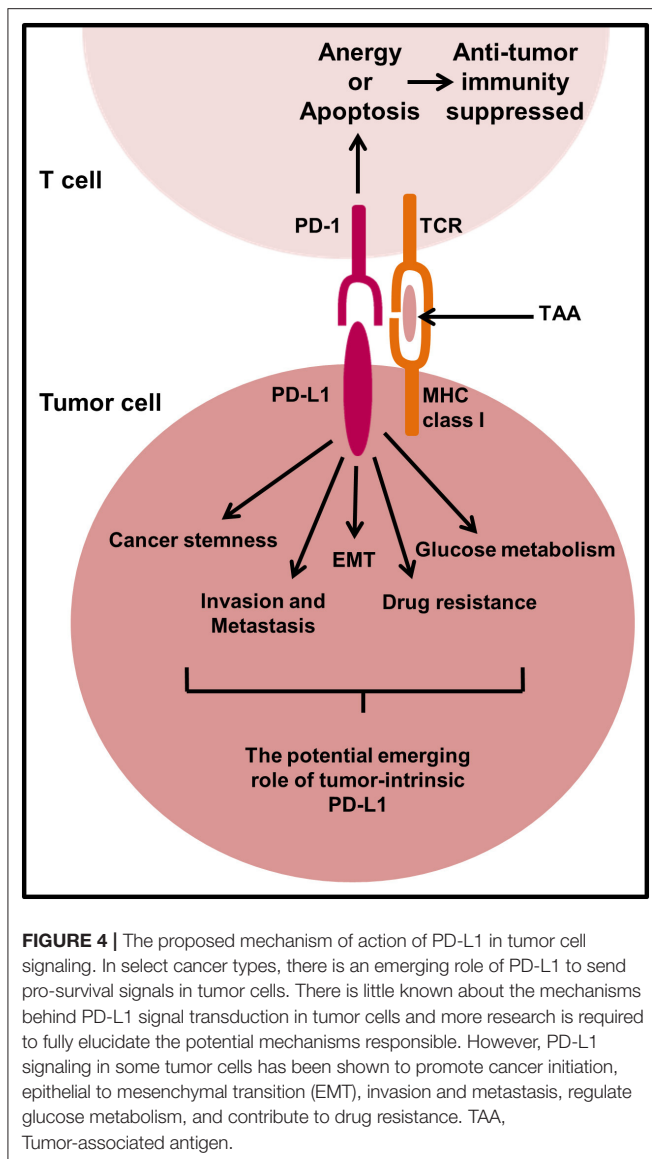 Anergy
or
Apoptosis
Anti-tumor
immunity
suppressed
T cell
PD-1
TCR
TAA
Tumor cell
PD-L1
MHC
class I
Cancer stemness
EMT
Glucose metabolism
Invasion and
Metastasis
Drug resistance
The potential emerging
role of tumor-intrinsic
PD-L1
FIGURE 4 | The proposed mechanism of action of PD-L1 in tumor cell
signaling. In select cancer types, there is an emerging role of PD-L1 to send
pro-survival signals in tumor cells. There is little known about the mechanisms
behind PD-L1 signal transduction in tumor cells and more research is required
to fully elucidate the potential mechanisms responsible. However, PD-L1
signaling in some tumor cells has been shown to promote cancer initiation,
epithelial to mesenchymal transition (EMT), invasion and metastasis, regulate
glucose metabolism, and contribute to drug resistance. TAA,
Tumor-associated antigen.